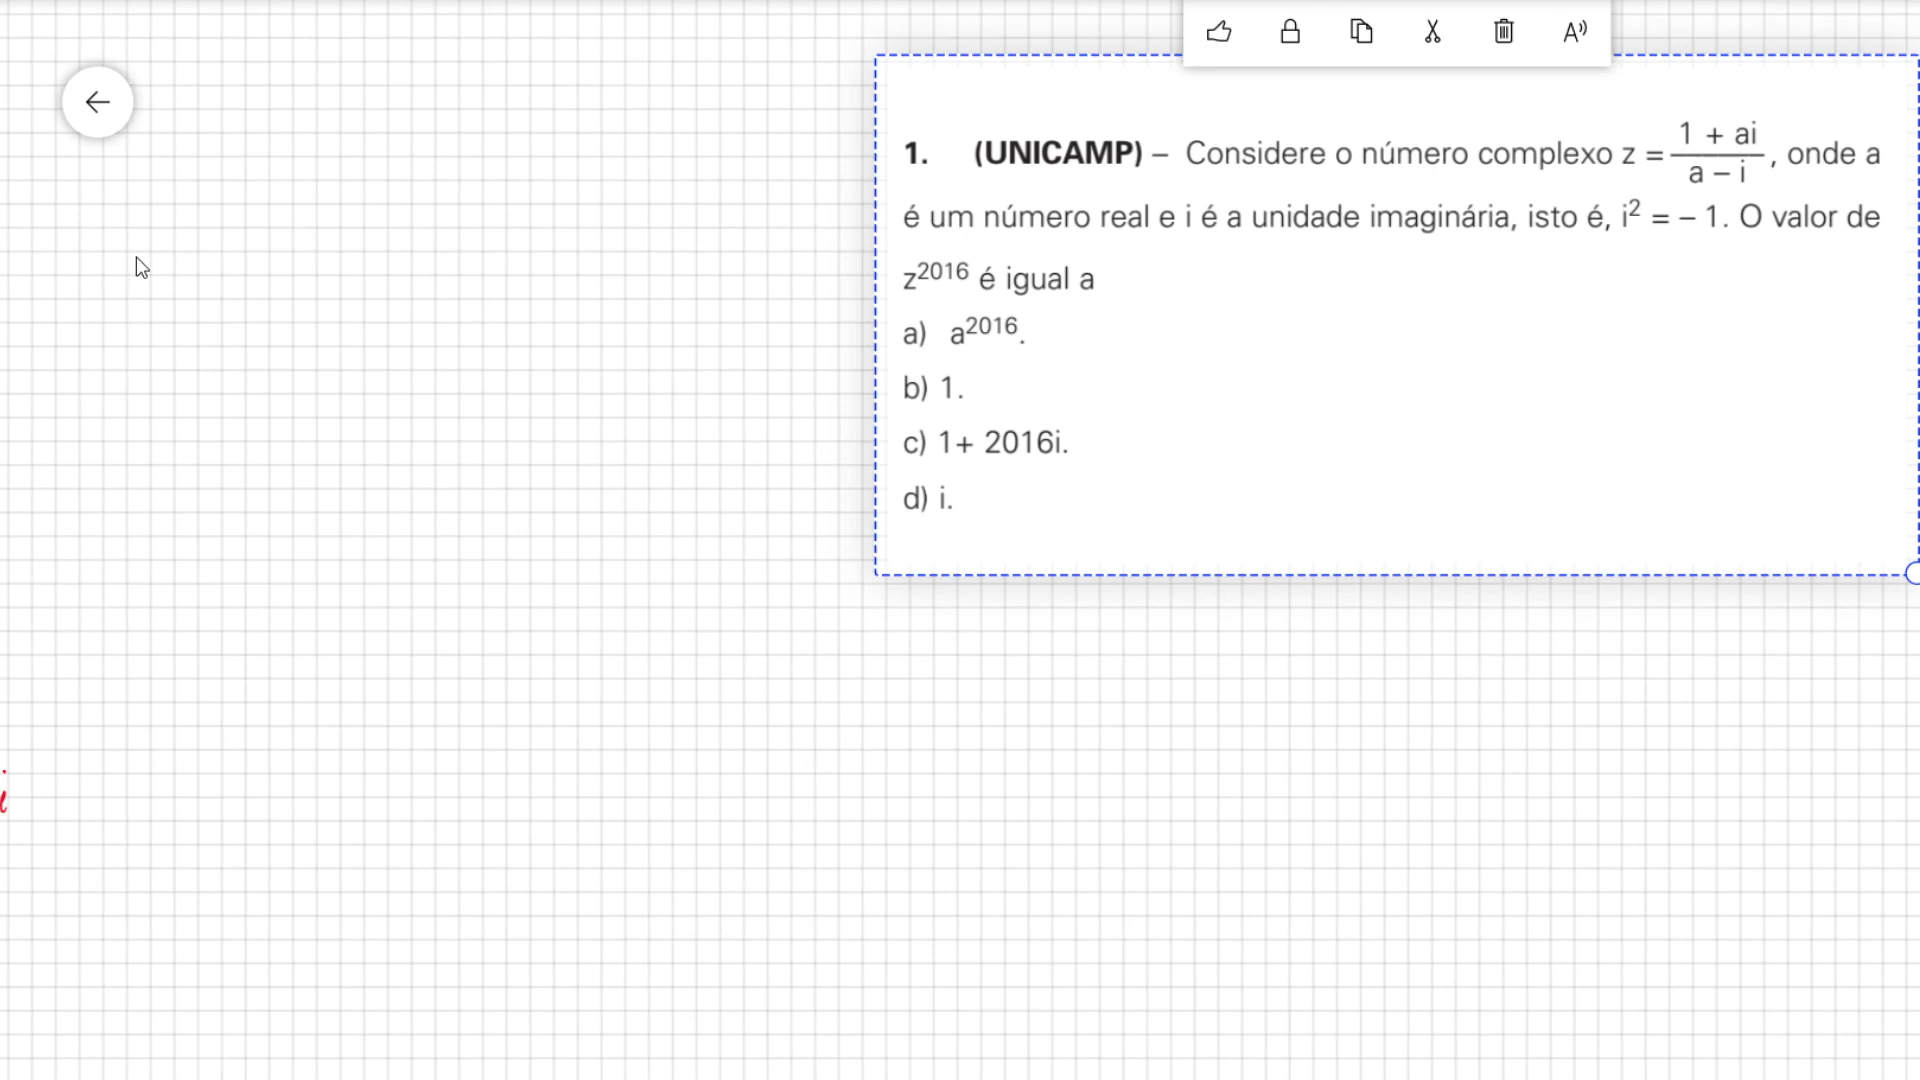 1. (UNICAMP) – Considere o número complexo z = (1 + ai)/(a – i), onde a
é um número real e i é a unidade imaginária, isto é, i² = – 1. O valor de
z²⁰¹⁶ é igual a
a) a²⁰¹⁶.
b) 1.
c) 1+ 2016i.
d) i.
i